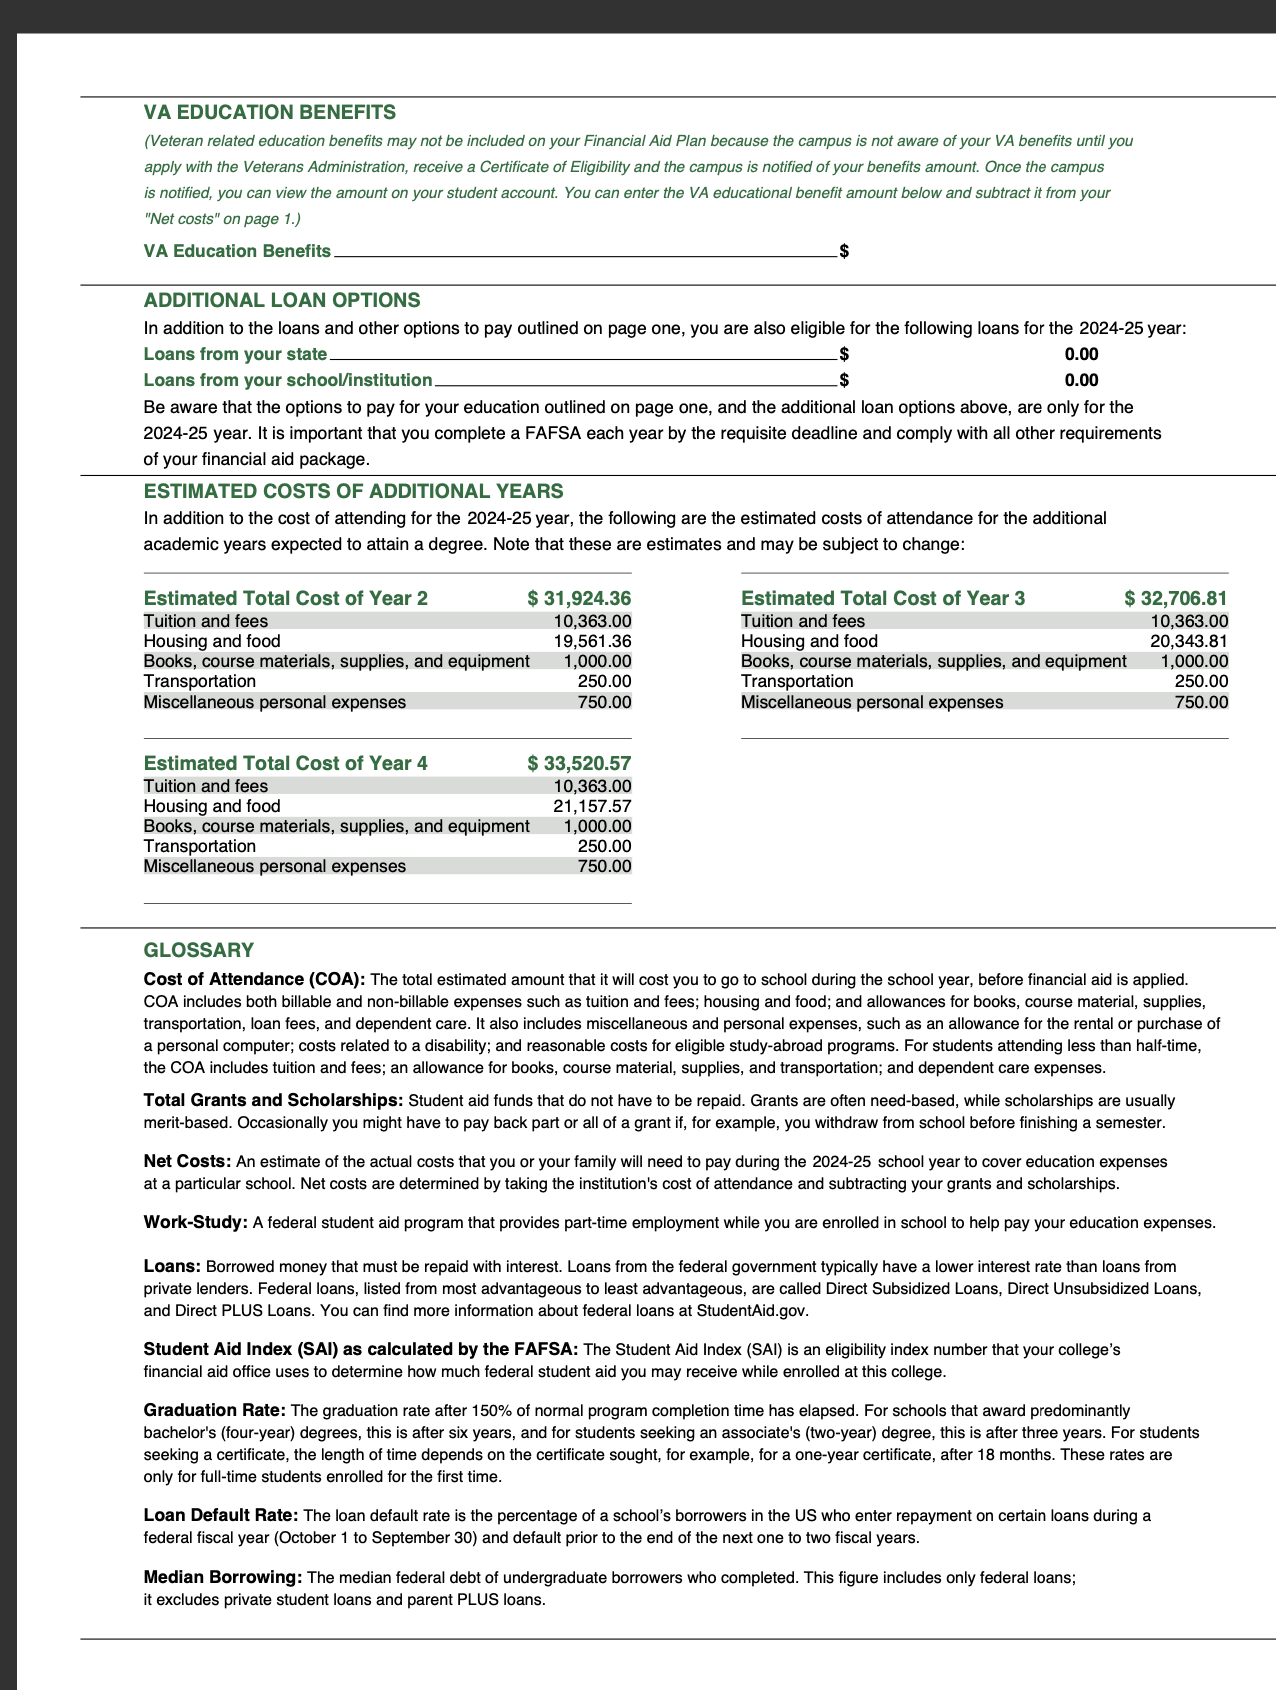 VA EDUCATION BENEFITS
(Veteran related education benefits may not be included on your Financial Aid Plan because the campus is not aware of your VA benefits until you
apply with the Veterans Administration, receive a Certificate of Eligibility and the campus is notified of your benefits amount. Once the campus
is notified, you can view the amount on your student account. You can enter the VA educational benefit amount below and subtract it from your
"Net costs" on page 1.)
VA Education Benefits $
ADDITIONAL LOAN OPTIONS
In addition to the loans and other options to pay outlined on page one, you are also eligible for the following loans for the 2024-25 year:
Loans from your state $ 0.00
Loans from your school/institution $ 0.00
Be aware that the options to pay for your education outlined on page one, and the additional loan options above, are only for the
2024-25 year. It is important that you complete a FAFSA each year by the requisite deadline and comply with all other requirements
of your financial aid package.
ESTIMATED COSTS OF ADDITIONAL YEARS
In addition to the cost of attending for the 2024-25 year, the following are the estimated costs of attendance for the additional
academic years expected to attain a degree. Note that these are estimates and may be subject to change:
Estimated Total Cost of Year 2 $ 31,924.36
Tuition and fees 10,363.00
Housing and food 19,561.36
Books, course materials, supplies, and equipment 1,000.00
Transportation 250.00
Miscellaneous personal expenses 750.00
Estimated Total Cost of Year 3 $ 32,706.81
Tuition and fees 10,363.00
Housing and food 20,343.81
Books, course materials, supplies, and equipment 1,000.00
Transportation 250.00
Miscellaneous personal expenses 750.00
Estimated Total Cost of Year 4 $ 33,520.57
Tuition and fees 10,363.00
Housing and food 21,157.57
Books, course materials, supplies, and equipment 1,000.00
Transportation 250.00
Miscellaneous personal expenses 750.00
GLOSSARY
Cost of Attendance (COA): The total estimated amount that it will cost you to go to school during the school year, before financial aid is applied.
COA includes both billable and non-billable expenses such as tuition and fees; housing and food; and allowances for books, course material, supplies,
transportation, loan fees, and dependent care. It also includes miscellaneous and personal expenses, such as an allowance for the rental or purchase of
a personal computer; costs related to a disability; and reasonable costs for eligible study-abroad programs. For students attending less than half-time,
the COA includes tuition and fees; an allowance for books, course material, supplies, and transportation; and dependent care expenses.
Total Grants and Scholarships: Student aid funds that do not have to be repaid. Grants are often need-based, while scholarships are usually
merit-based. Occasionally you might have to pay back part or all of a grant if, for example, you withdraw from school before finishing a semester.
Net Costs: An estimate of the actual costs that you or your family will need to pay during the 2024-25 school year to cover education expenses
at a particular school. Net costs are determined by taking the institution's cost of attendance and subtracting your grants and scholarships.
Work-Study: A federal student aid program that provides part-time employment while you are enrolled in school to help pay your education expenses.
Loans: Borrowed money that must be repaid with interest. Loans from the federal government typically have a lower interest rate than loans from
private lenders. Federal loans, listed from most advantageous to least advantageous, are called Direct Subsidized Loans, Direct Unsubsidized Loans,
and Direct PLUS Loans. You can find more information about federal loans at StudentAid.gov.
Student Aid Index (SAI) as calculated by the FAFSA: The Student Aid Index (SAI) is an eligibility index number that your college’s
financial aid office uses to determine how much federal student aid you may receive while enrolled at this college.
Graduation Rate: The graduation rate after 150% of normal program completion time has elapsed. For schools that award predominantly
bachelor's (four-year) degrees, this is after six years, and for students seeking an associate's (two-year) degree, this is after three years. For students
seeking a certificate, the length of time depends on the certificate sought, for example, for a one-year certificate, after 18 months. These rates are
only for full-time students enrolled for the first time.
Loan Default Rate: The loan default rate is the percentage of a school’s borrowers in the US who enter repayment on certain loans during a
federal fiscal year (October 1 to September 30) and default prior to the end of the next one to two fiscal years.
Median Borrowing: The median federal debt of undergraduate borrowers who completed. This figure includes only federal loans;
it excludes private student loans and parent PLUS loans.